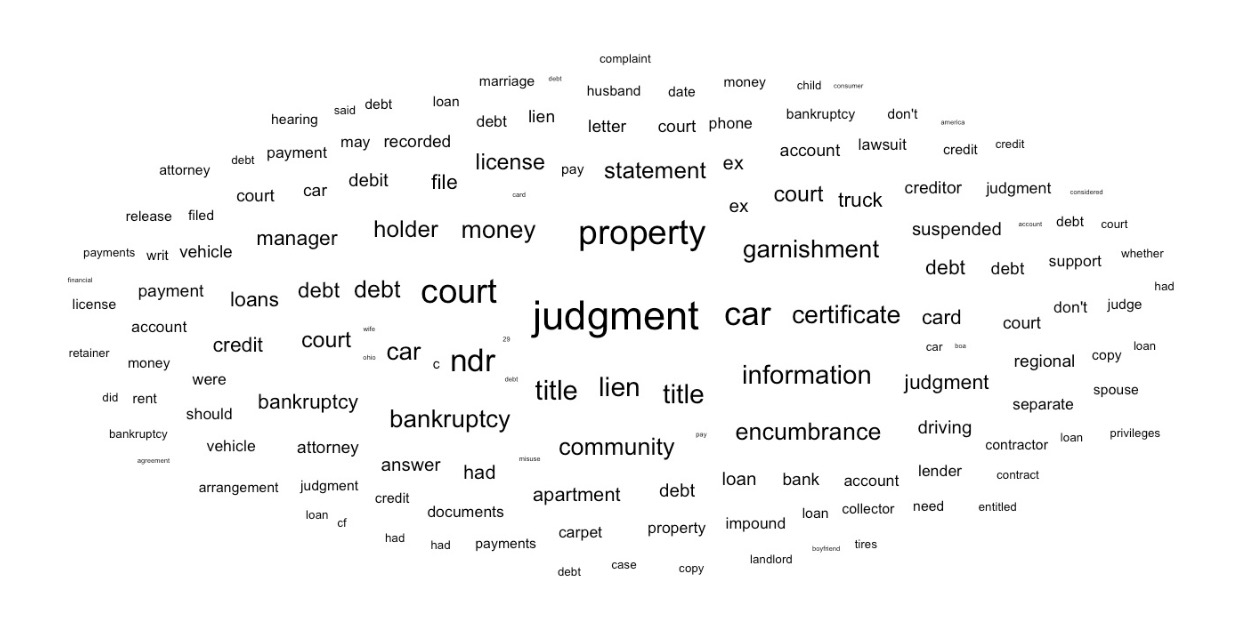 complaint
marriage debt husband date money child consumer
hearing said debt loan debt lien letter court phone bankruptcy don't america
attorney debt payment may recorded license pay statement ex account lawsuit credit credit
court car debit file card ex court truck creditor judgment considered
release filed manager holder money property garnishment suspended account debt court
payments writ vehicle debt debt support whether
financial license payment loans debt debt court judgment car certificate card court don't judge had
account credit court wife ohio car c ndr 29 car boa regional copy loan
retainer money were debt title lien title information judgment separate spouse
did rent should bankruptcy bankruptcy community pay encumbrance driving contractor loan privileges
bankruptcy agreement vehicle attorney answer had misuse loan bank account lender contract
arrangement judgment credit documents apartment debt property impound loan collector need entitled
loan cf had had payments carpet landlord boyfriend tires
debt case copy